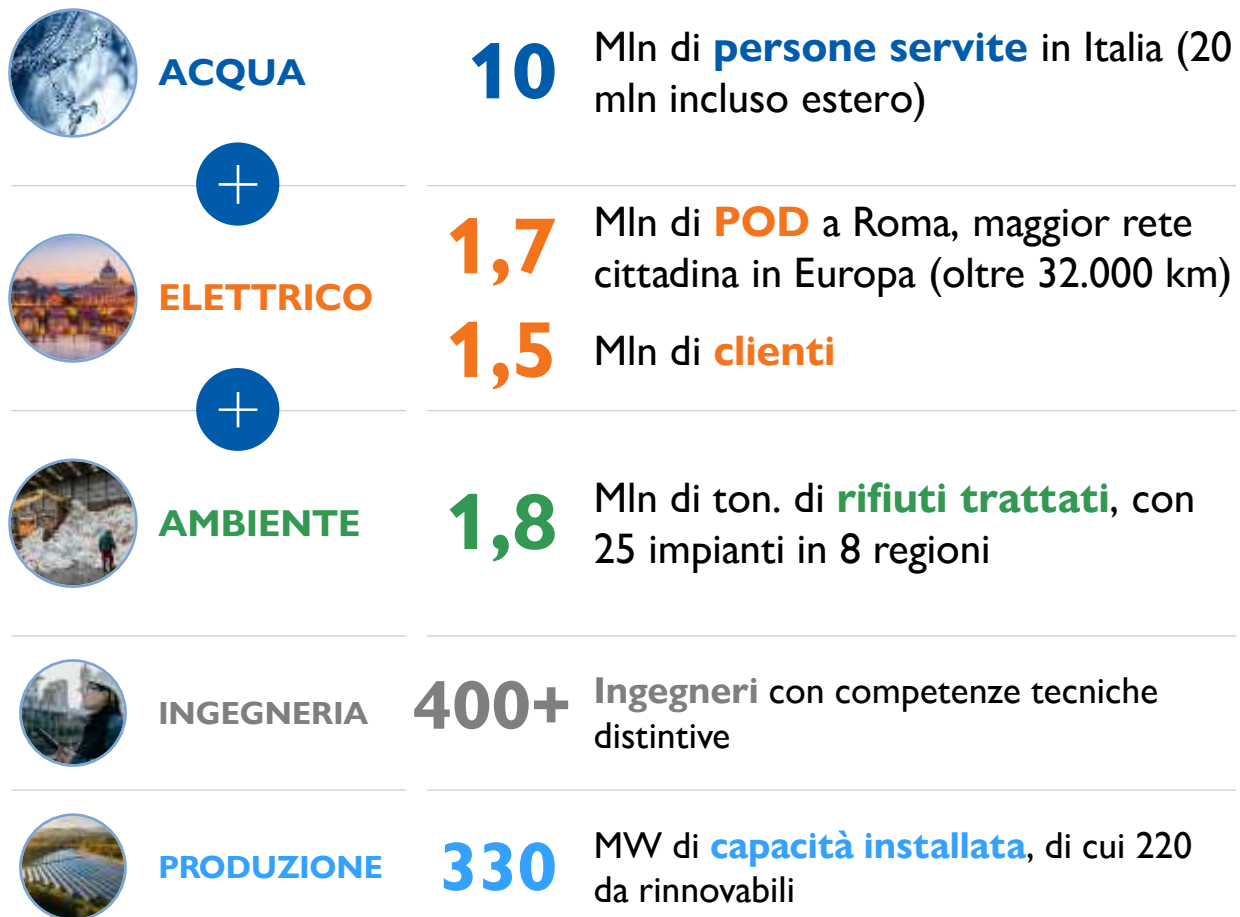 ACQUA
10
Mln di persone servite in Italia (20
mln incluso estero)
ELETTRICO
1,7
Mln di POD a Roma, maggior rete
cittadina in Europa (oltre 32.000 km)
1,5
Mln di clienti
AMBIENTE
1,8
Mln di ton. di rifiuti trattati, con
25 impianti in 8 regioni
INGEGNERIA
400+
Ingegneri con competenze tecniche
distintive
PRODUZIONE
330
MW di capacità installata, di cui 220
da rinnovabili